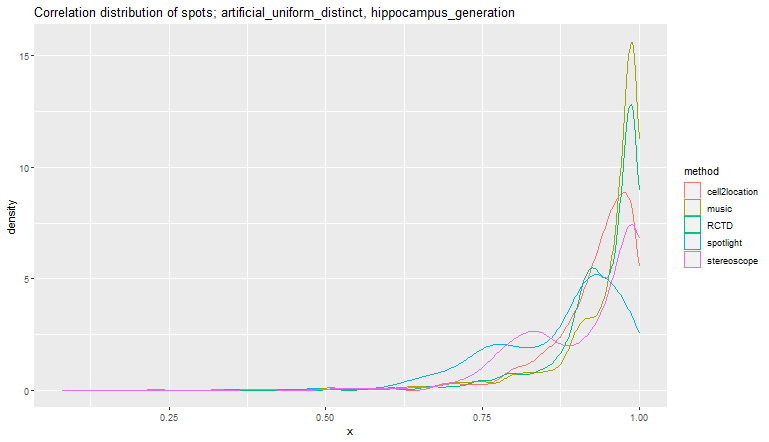 Correlation distribution of spots; artificial_uniform_distinct, hippocampus_generation
15
10
5
0
density
0.25
0.50
0.75
1.00
x
method
cell2location
music
RCTD
spotlight
stereoscope